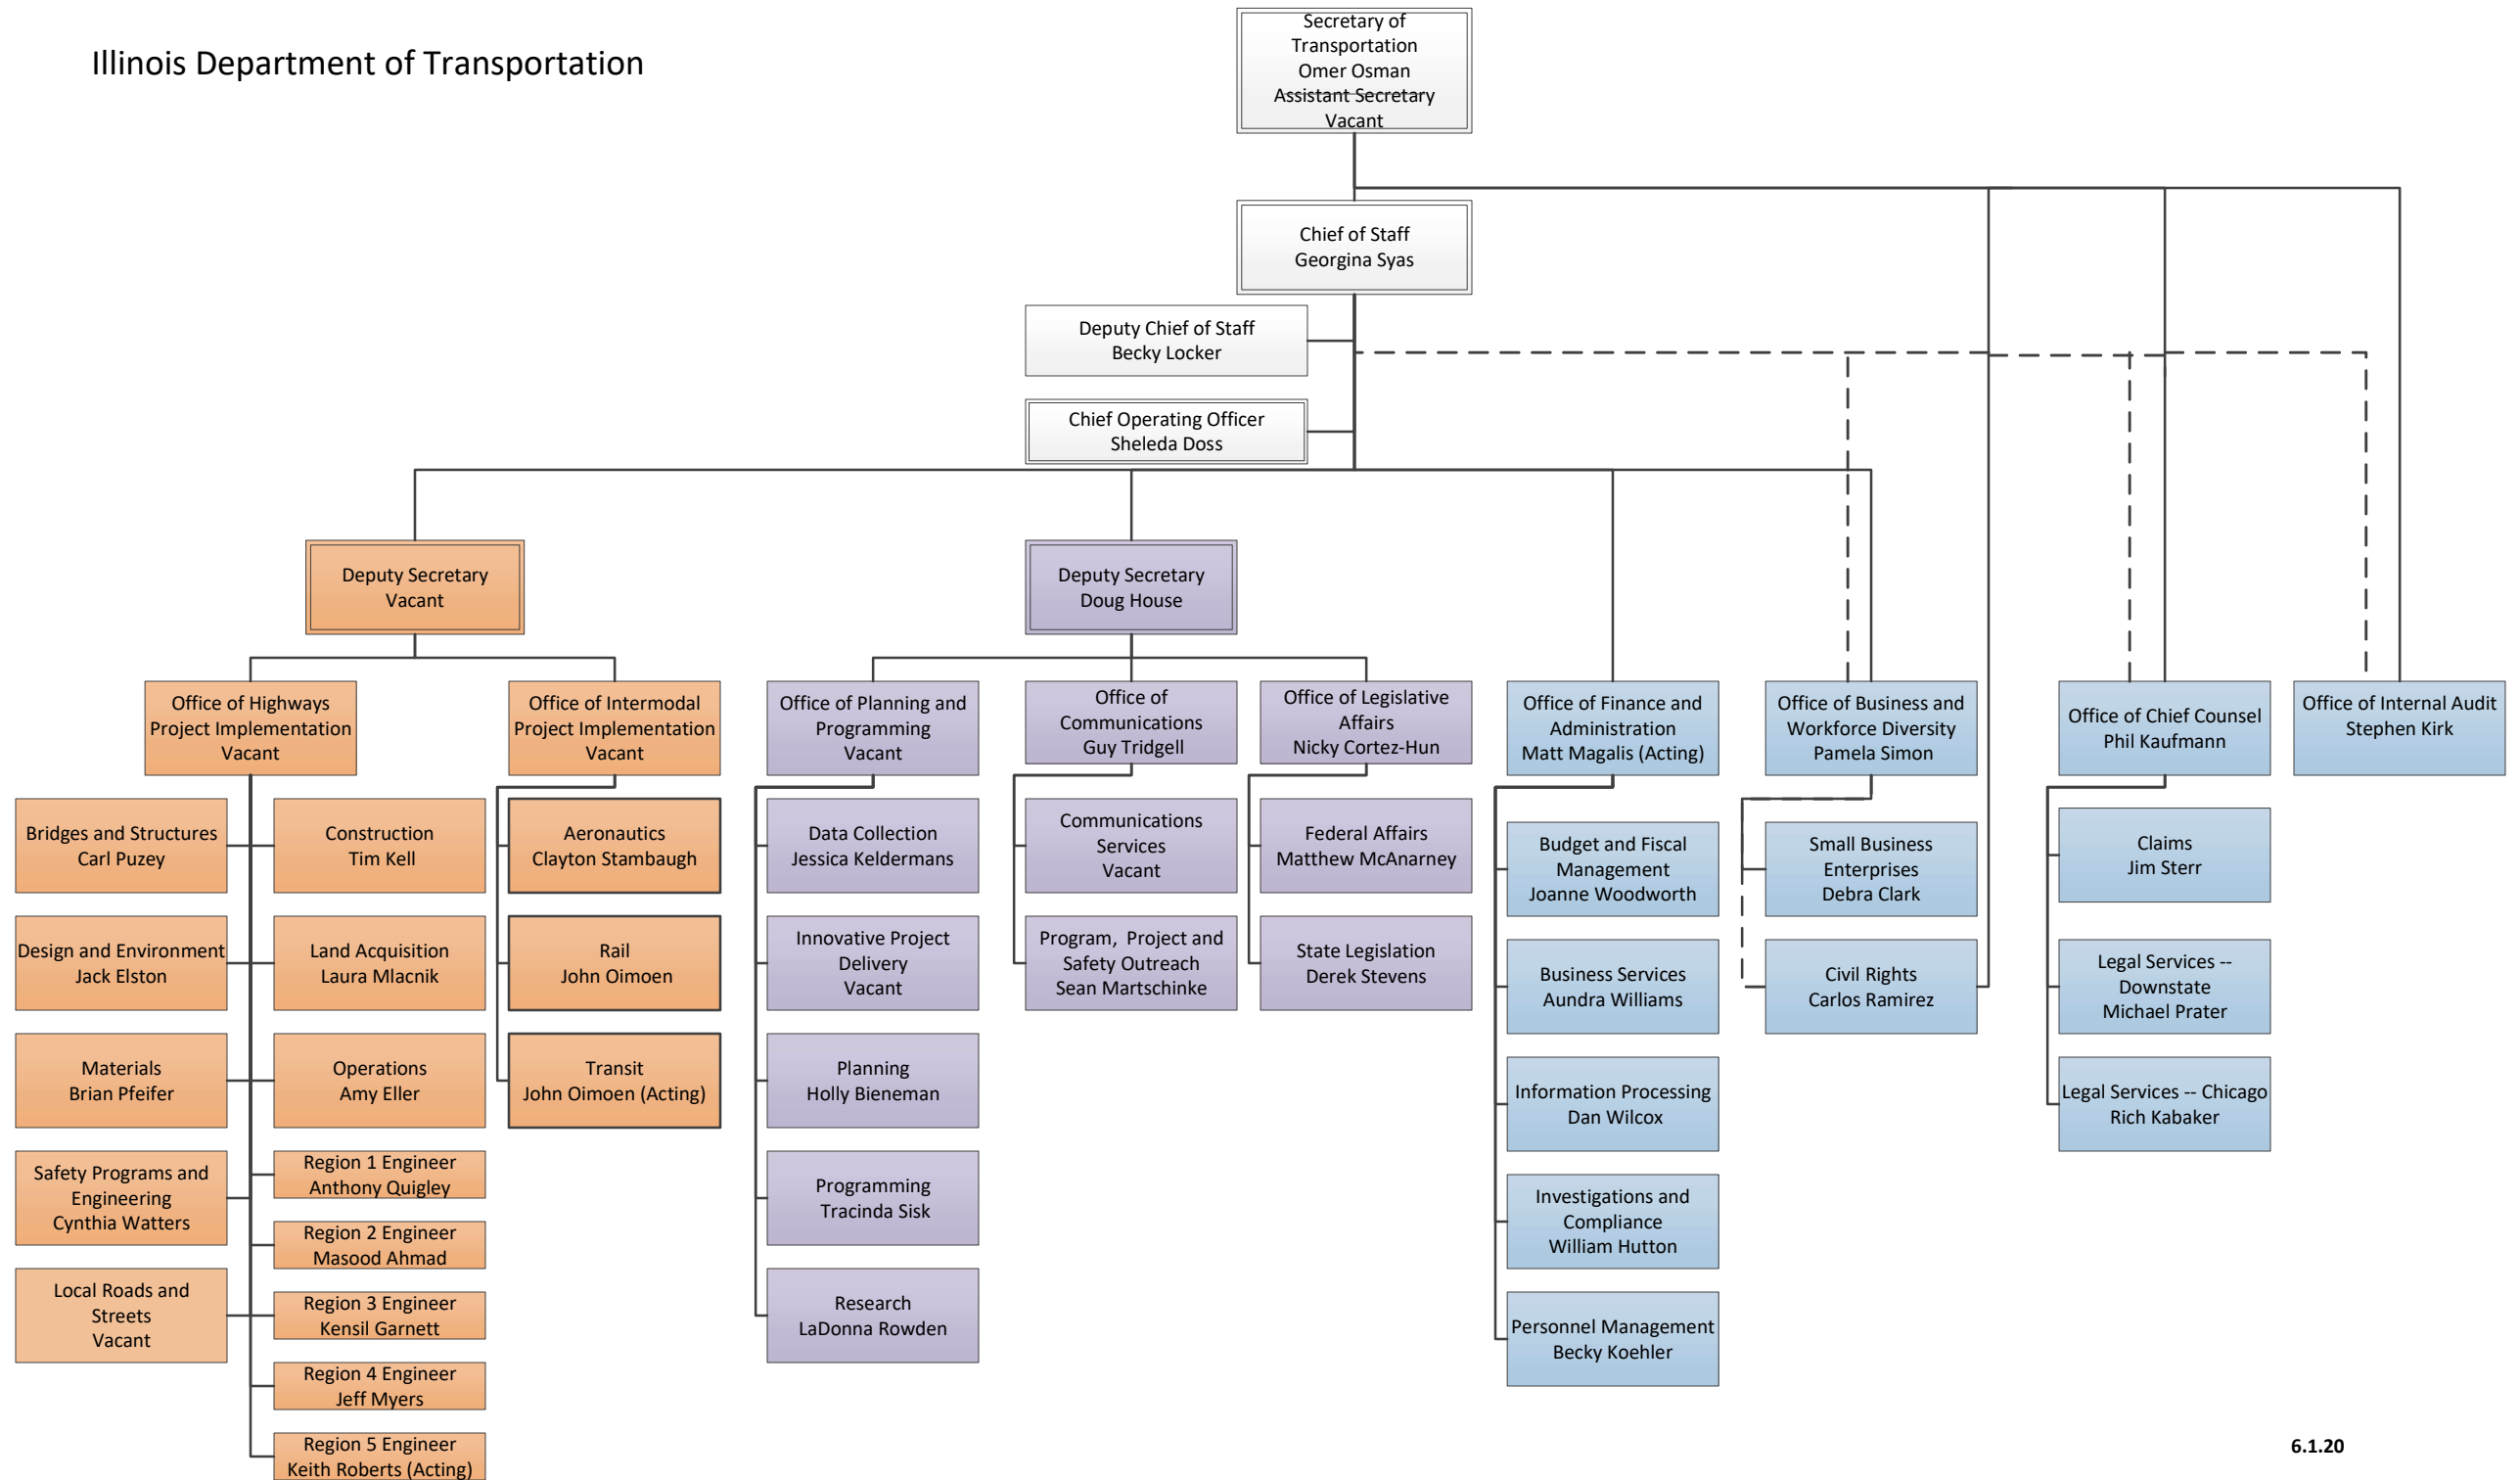 Illinois Department of Transportation
Secretary of
Transportation
Omer Osman
Assistant Secretary
Vacant
Chief of Staff
Georgina Syas
Deputy Chief of Staff
Becky Locker
Chief Operating Officer
Sheleda Doss
Deputy Secretary
Vacant
Deputy Secretary
Doug House
Office of Highways
Project Implementation
Vacant
Office of Intermodal
Project Implementation
Vacant
Office of Planning and
Programming
Vacant
Office of
Communications
Guy Tridgell
Office of Legislative
Affairs
Nicky Cortez-Hun
Office of Finance and
Administration
Matt Magalis (Acting)
Office of Business and
Workforce Diversity
Pamela Simon
Office of Chief Counsel
Phil Kaufmann
Office of Internal Audit
Stephen Kirk
Bridges and Structures
Carl Puzey
Design and Environment
Jack Elston
Materials
Brian Pfeifer
Safety Programs and
Engineering
Cynthia Watters
Local Roads and
Streets
Vacant
Construction
Tim Kell
Land Acquisition
Laura Mlacnik
Operations
Amy Eller
Region 1 Engineer
Anthony Quigley
Region 2 Engineer
Masood Ahmad
Region 3 Engineer
Kensil Garnett
Region 4 Engineer
Jeff Myers
Region 5 Engineer
Keith Roberts (Acting)
Aeronautics
Clayton Stambaugh
Rail
John Oimoen
Transit
John Oimoen (Acting)
Data Collection
Jessica Keldermans
Innovative Project
Delivery
Vacant
Planning
Holly Bieneman
Programming
Tracinda Sisk
Research
LaDonna Rowden
Communications
Services
Vacant
Program,  Project and
Safety Outreach
Sean Martschinke
Federal Affairs
Matthew McAnarney
State Legislation
Derek Stevens
Budget and Fiscal
Management
Joanne Woodworth
Business Services
Aundra Williams
Information Processing
Dan Wilcox
Investigations and
Compliance
William Hutton
Personnel Management
Becky Koehler
Small Business
Enterprises
Debra Clark
Civil Rights
Carlos Ramirez
Claims
Jim Sterr
Legal Services --
Downstate
Michael Prater
Legal Services -- Chicago
Rich Kabaker
6.1.20